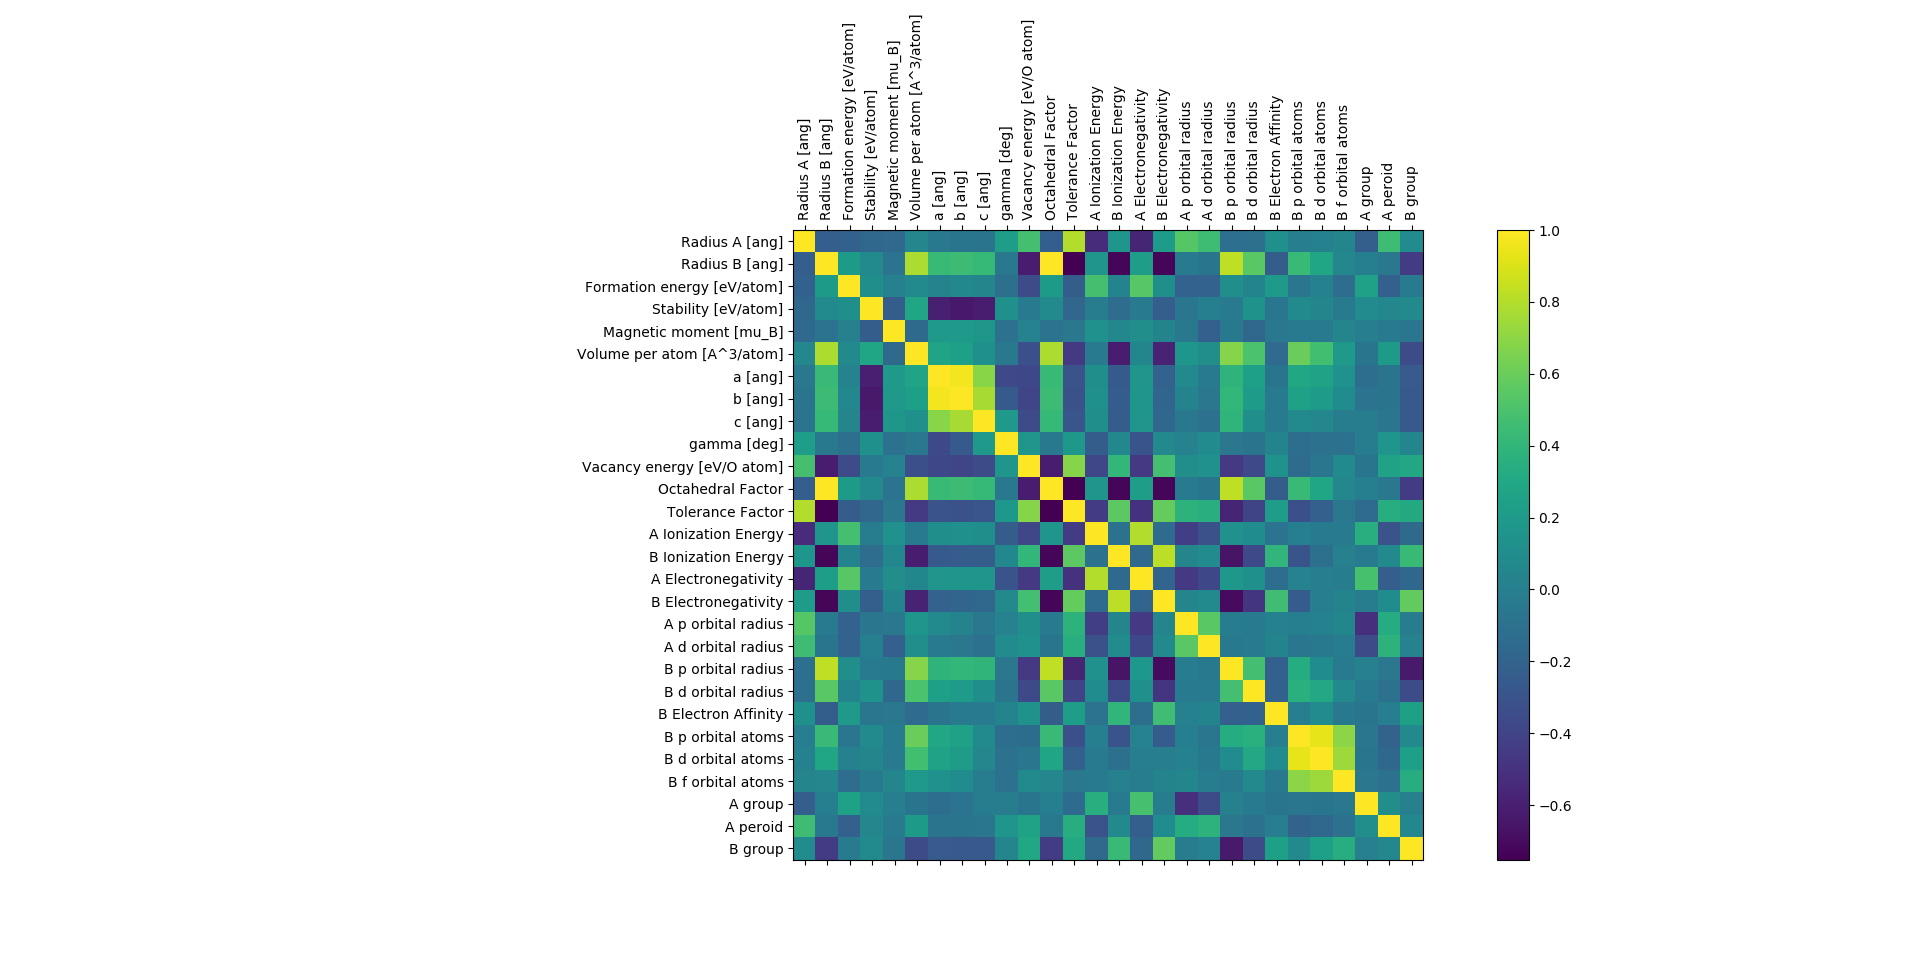 Radius A [ang]
Radius B [ang]
Formation energy [eV/atom]
Stability [eV/atom]
Magnetic moment [mu_B]
Volume per atom [A^3/atom]
a [ang]
b [ang]
c [ang]
gamma [deg]
Vacancy energy [eV/O atom]
Octahedral Factor
Tolerance Factor
A Ionization Energy
B Ionization Energy
A Electronegativity
B Electronegativity
A p orbital radius
A d orbital radius
B p orbital radius
B d orbital radius
B Electron Affinity
B p orbital atoms
B d orbital atoms
B f orbital atoms
A group
A peroid
B group
Radius A [ang]
Radius B [ang]
Formation energy [eV/atom]
Stability [eV/atom]
Magnetic moment [mu_B]
Volume per atom [A^3/atom]
a [ang]
b [ang]
c [ang]
gamma [deg]
Vacancy energy [eV/O atom]
Octahedral Factor
Tolerance Factor
A Ionization Energy
B Ionization Energy
A Electronegativity
B Electronegativity
A p orbital radius
A d orbital radius
B p orbital radius
B d orbital radius
B Electron Affinity
B p orbital atoms
B d orbital atoms
B f orbital atoms
A group
A peroid
B group
1.0
0.8
0.6
0.4
0.2
0.0
−0.2
−0.4
−0.6